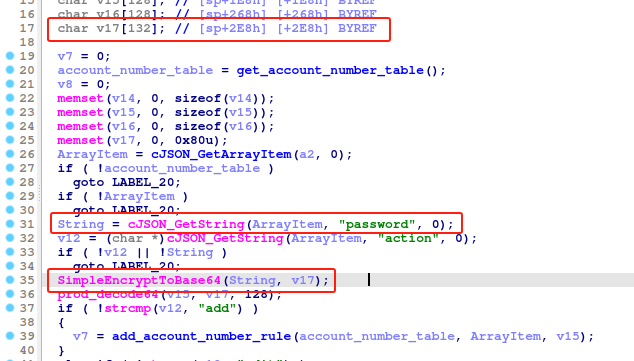 15 char v15[128]; // [sp+1E8h] [+1E8h] BYREF
16 char v16[128]; // [sp+268h] [+268h] BYREF
17 char v17[132]; // [sp+2E8h] [+2E8h] BYREF
18
19 v7 = 0;
20 account_number_table = get_account_number_table();
21 v8 = 0;
22 memset(v14, 0, sizeof(v14));
23 memset(v15, 0, sizeof(v15));
24 memset(v16, 0, sizeof(v16));
25 memset(v17, 0, 0x80u);
26 ArrayItem = cJSON_GetArrayItem(a2, 0);
27 if ( !account_number_table )
28 goto LABEL_20;
29 if ( !ArrayItem )
30 goto LABEL_20;
31 String = cJSON_GetString(ArrayItem, "password", 0);
32 v12 = (char *)cJSON_GetString(ArrayItem, "action", 0);
33 if ( !v12 || !String )
34 goto LABEL_20;
35 SimpleEncryptToBase64(String, v17);
36 prod_decode64(v15, v17, 128);
37 if ( !strcmp(v12, "add") )
38 {
39 v7 = add_account_number_rule(account_number_table, ArrayItem, v15);
40 }